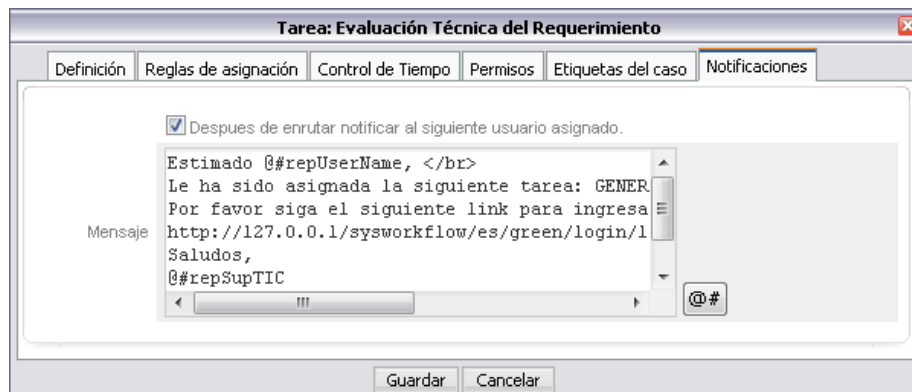 Tarea: Evaluación Técnica del Requerimiento
Definición Reglas de asignación Control de Tiempo Permisos Etiquetas del caso Notificaciones
Despues de enrutar notificar al siguiente usuario asignado.
Mensaje
Estimado @#repUserName, </br>
Le ha sido asignada la siguiente tarea: GENER
Por favor siga el siguiente link para ingresa
http://127.0.0.1/sysworkflow/es/green/login/l
Saludos,
@#repSupTIC
@#
Guardar Cancelar